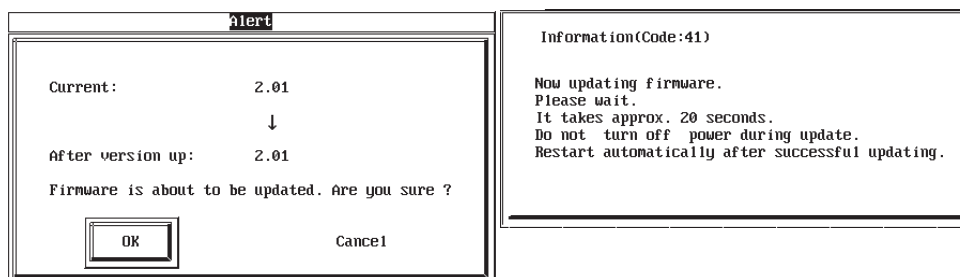 Alert
Current: 2.01
↓
After version up: 2.01
Firmware is about to be updated. Are you sure ?
OK Cancel
Information(Code:41)
Now updating firmware.
Please wait.
It takes approx. 20 seconds.
Do not turn off power during update.
Restart automatically after successful updating.